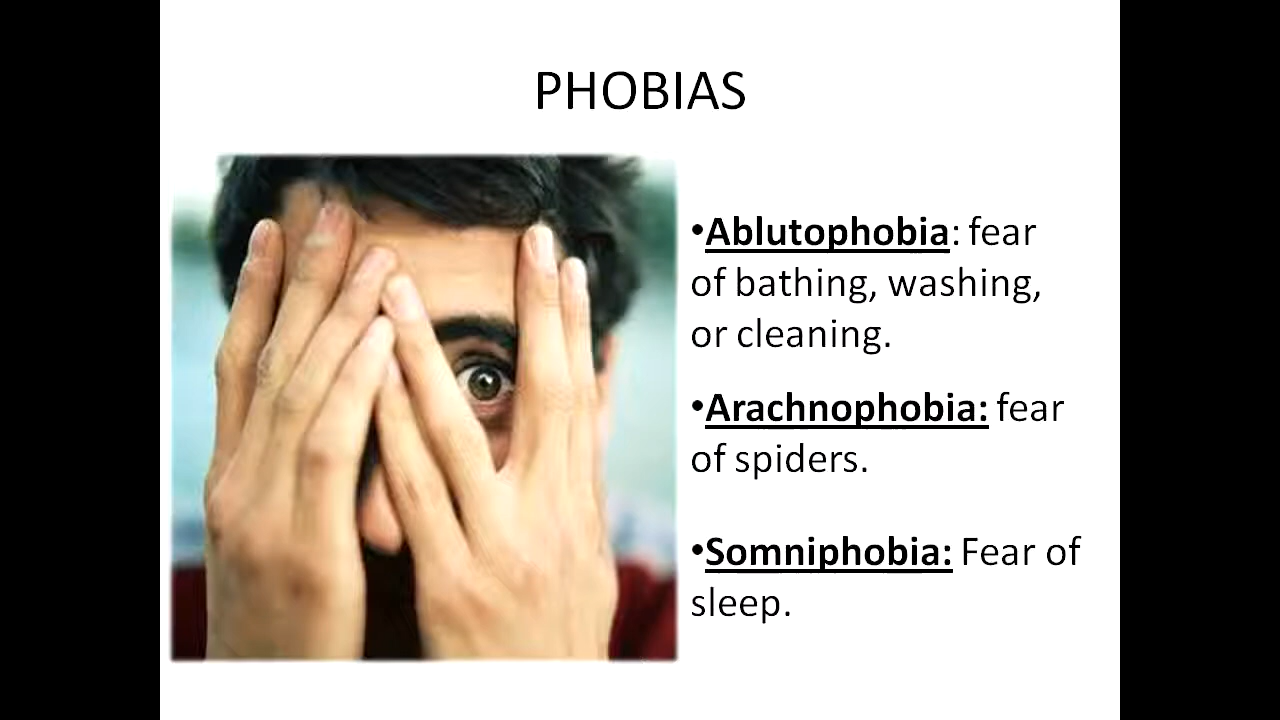 PHOBIAS
•Ablutophobia: fear
of bathing, washing,
or cleaning.
•Arachnophobia: fear
of spiders.
•Somniphobia: Fear of
sleep.